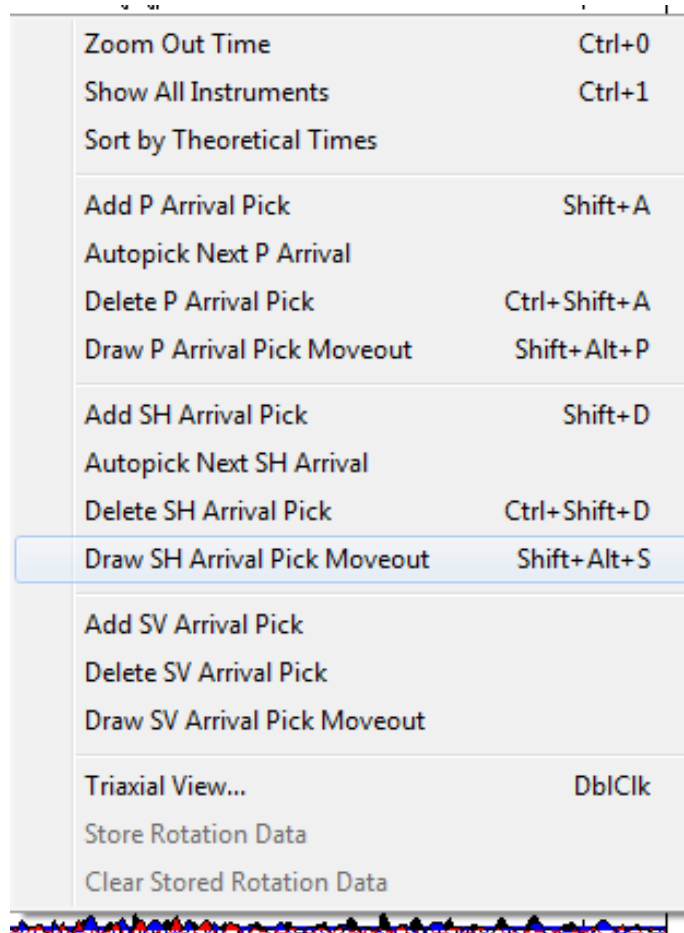 Zoom Out Time Ctrl+0
Show All Instruments Ctrl+1
Sort by Theoretical Times
Add P Arrival Pick Shift+A
Autopick Next P Arrival
Delete P Arrival Pick Ctrl+Shift+A
Draw P Arrival Pick Moveout Shift+Alt+P
Add SH Arrival Pick Shift+D
Autopick Next SH Arrival
Delete SH Arrival Pick Ctrl+Shift+D
Draw SH Arrival Pick Moveout Shift+Alt+S
Add SV Arrival Pick
Delete SV Arrival Pick
Draw SV Arrival Pick Moveout
Triaxial View... DblClk
Store Rotation Data
Clear Stored Rotation Data